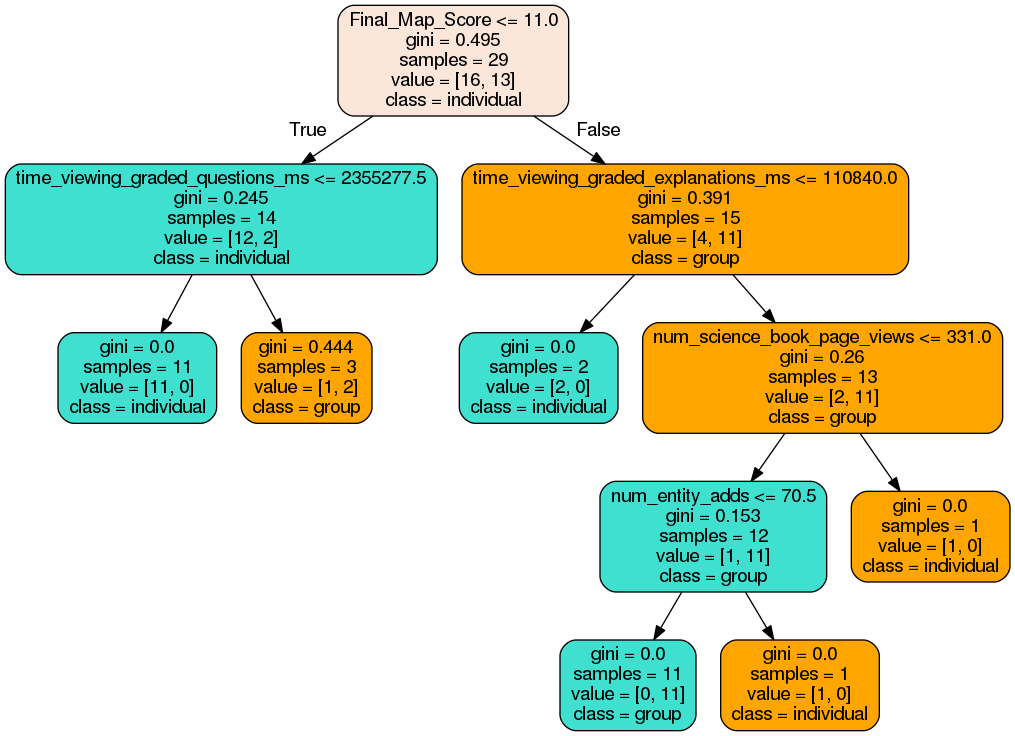 Final_Map_Score <= 11.0
gini = 0.495
samples = 29
value = [16, 13]
class = individual
True
False
time_viewing_graded_questions_ms <= 2355277.5
gini = 0.245
samples = 14
value = [12, 2]
class = individual
time_viewing_graded_explanations_ms <= 110840.0
gini = 0.391
samples = 15
value = [4, 11]
class = group
gini = 0.0
samples = 11
value = [11, 0]
class = individual
gini = 0.444
samples = 3
value = [1, 2]
class = group
gini = 0.0
samples = 2
value = [2, 0]
class = individual
num_science_book_page_views <= 331.0
gini = 0.26
samples = 13
value = [2, 11]
class = group
num_entity_adds <= 70.5
gini = 0.153
samples = 12
value = [1, 11]
class = group
gini = 0.0
samples = 1
value = [1, 0]
class = individual
gini = 0.0
samples = 11
value = [0, 11]
class = group
gini = 0.0
samples = 1
value = [1, 0]
class = individual